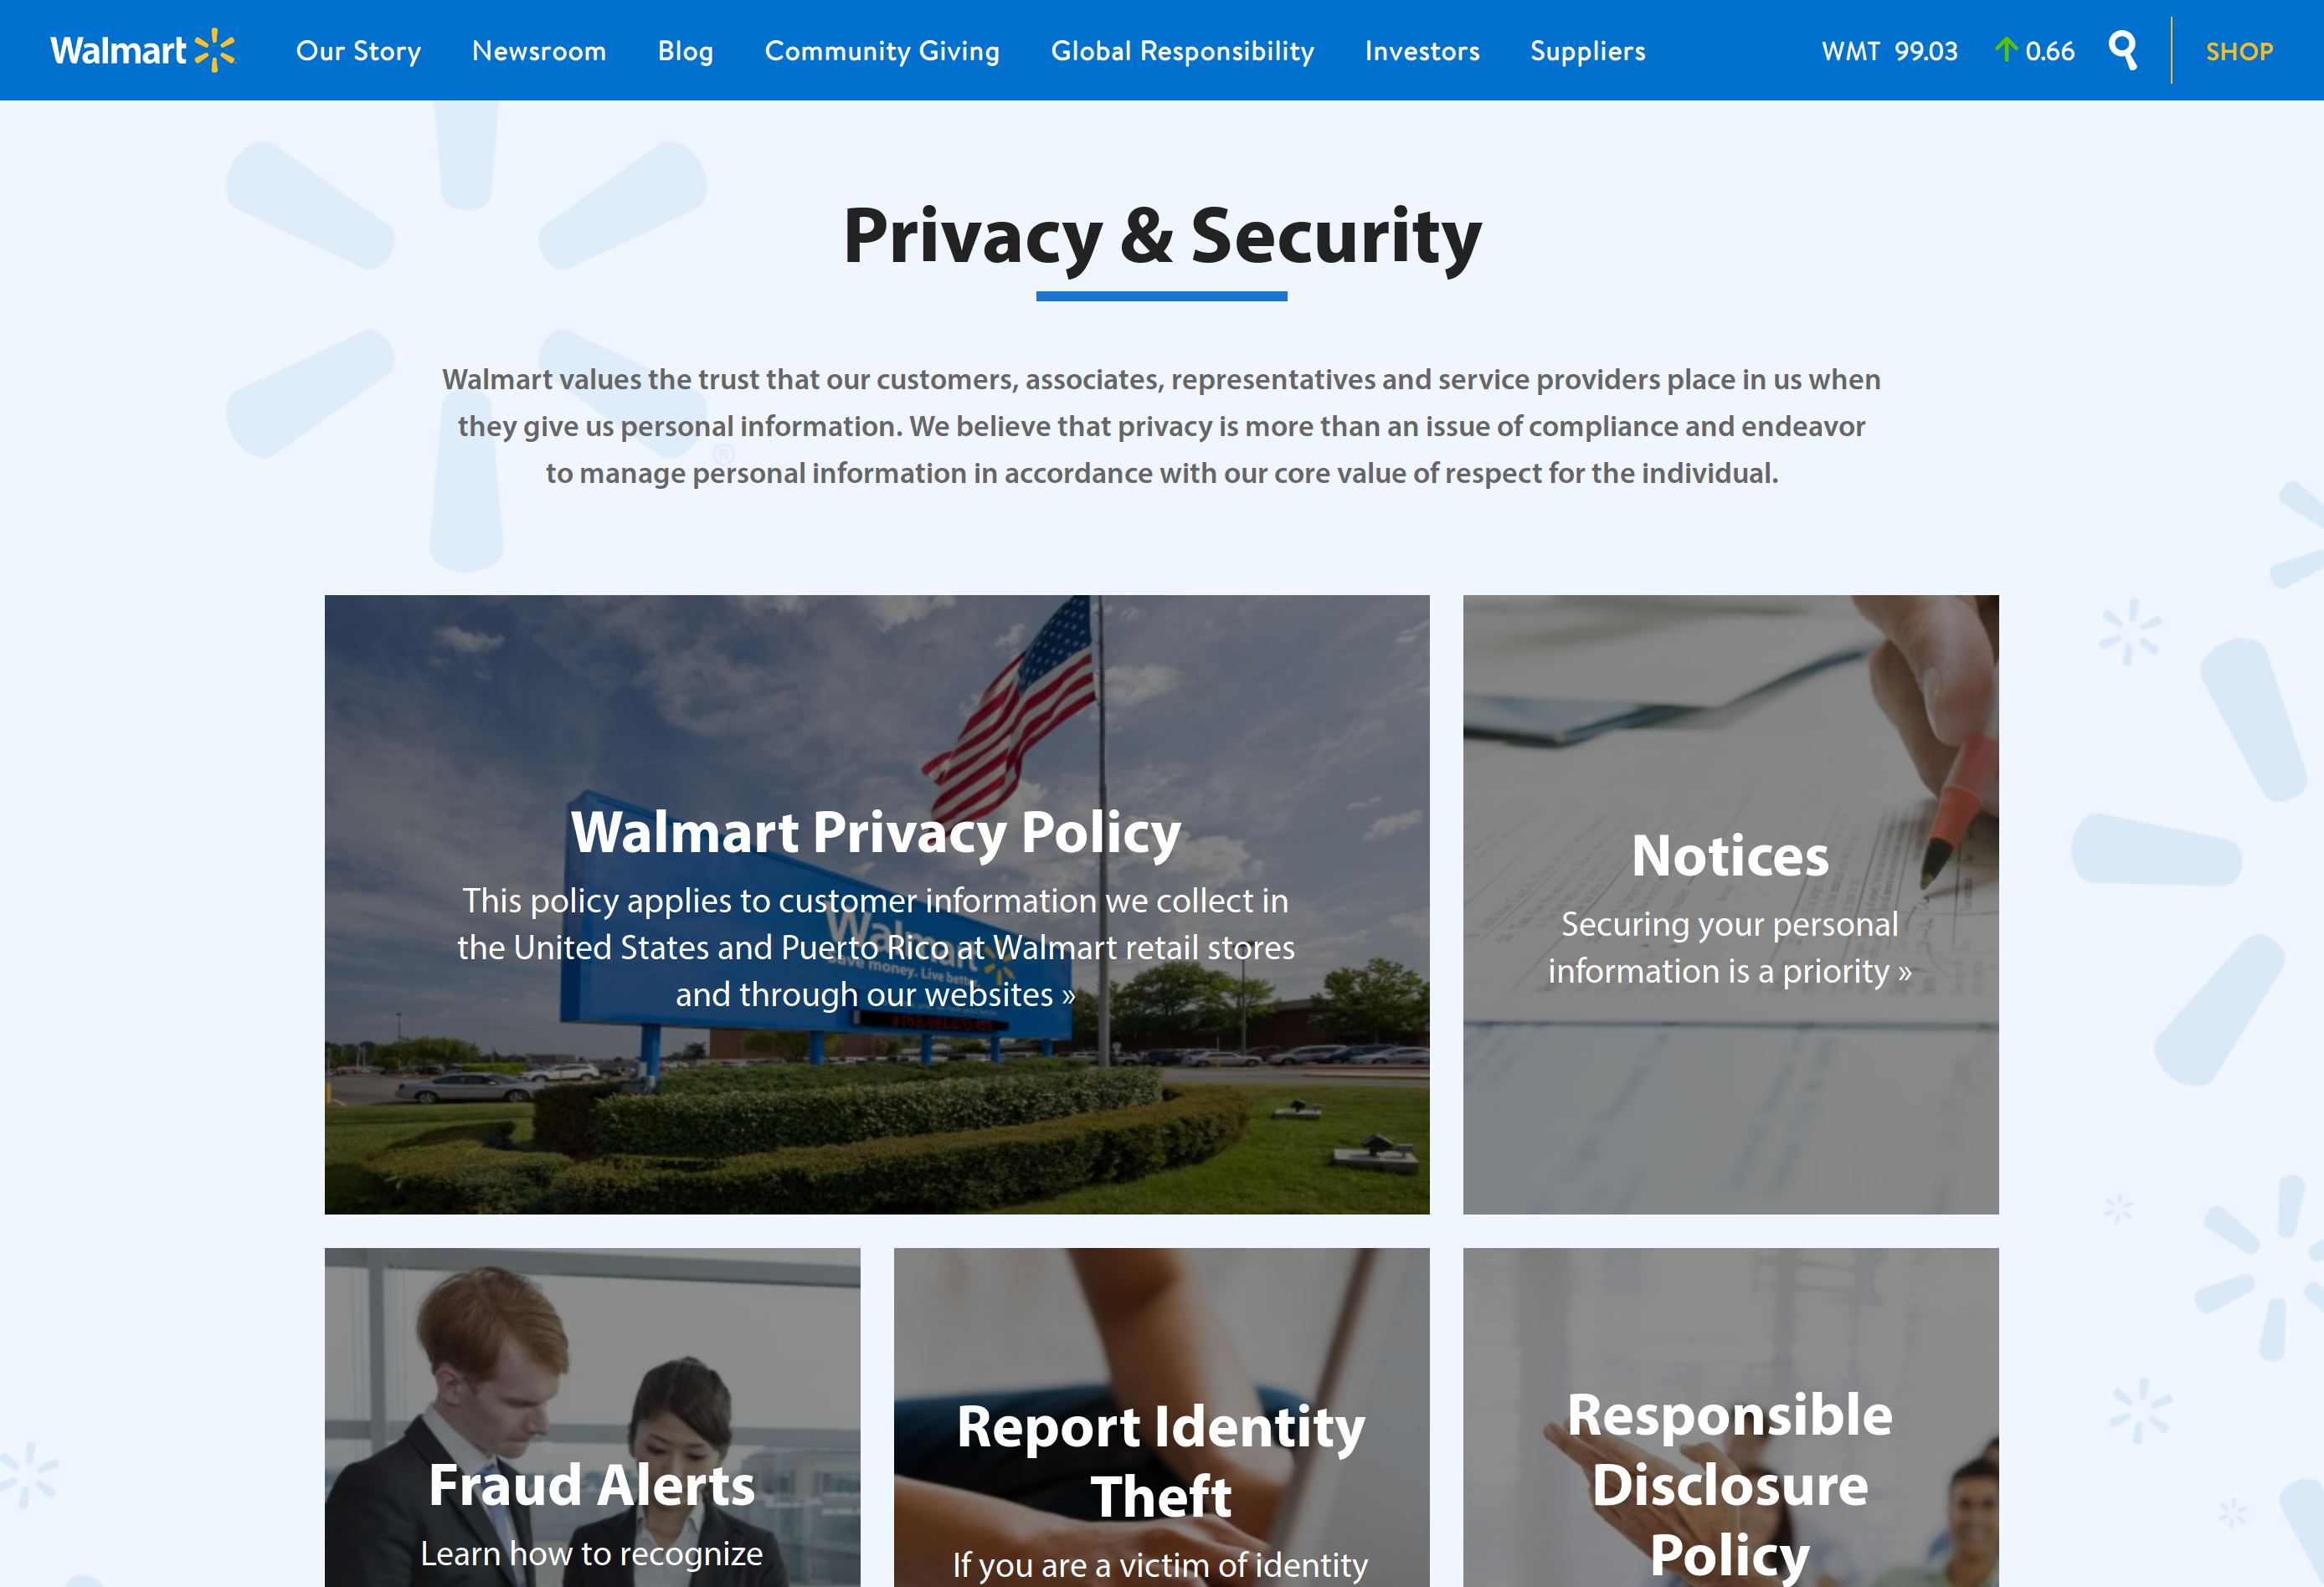 Walmart
Our Story
Newsroom
Blog
Community Giving
Global Responsibility
Investors
Suppliers
WMT 99.03
0.66
SHOP
Privacy & Security
Walmart values the trust that our customers, associates, representatives and service providers place in us when
they give us personal information. We believe that privacy is more than an issue of compliance and endeavor
to manage personal information in accordance with our core value of respect for the individual.
®
Walmart Privacy Policy
This policy applies to customer information we collect in
the United States and Puerto Rico at Walmart retail stores
and through our websites »
Walmart
Save money. Live better.
Notices
Securing your personal
information is a priority »
Fraud Alerts
Learn how to recognize
Report Identity
Theft
If you are a victim of identity
Responsible
Disclosure
Policy